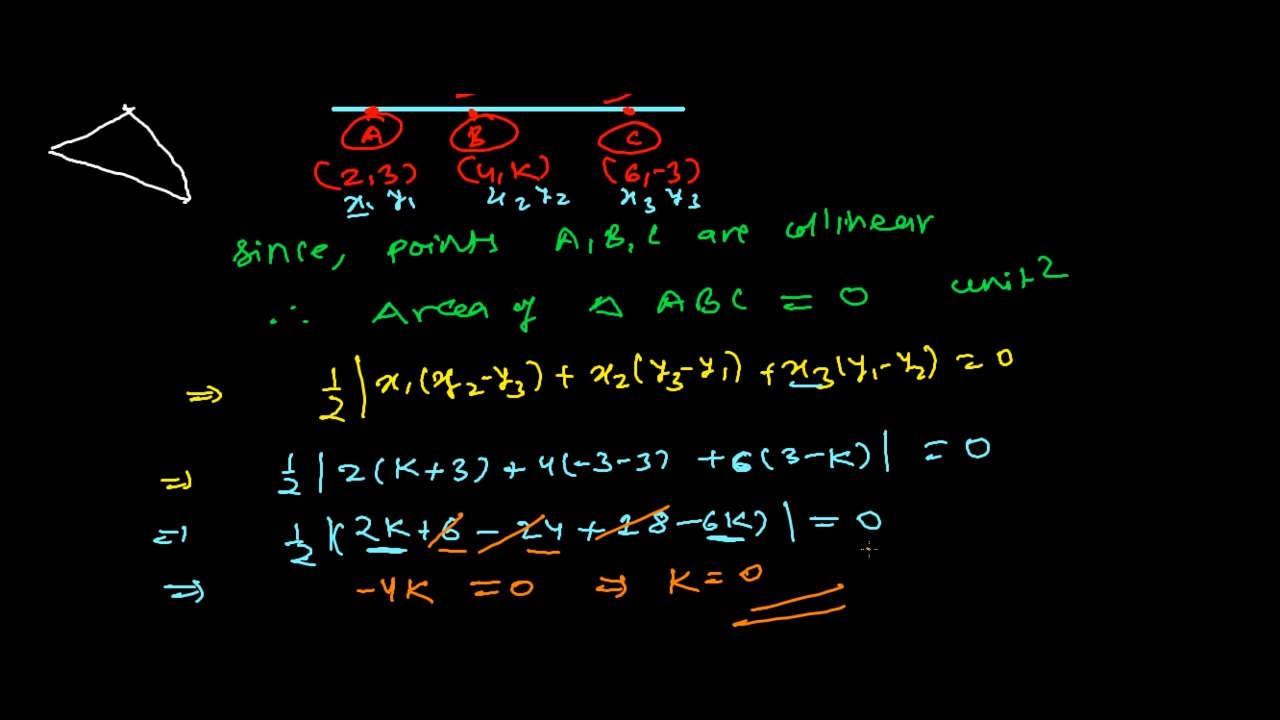 A B C
(2,3) (4,K) (6,-3)
x₁ y₁ x₂ y₂ x₃ y₃
since, points A, B, C are collinear
∴ Area of △ ABC = 0 unit²
⇒ 1/2 | x₁(y₂-y₃) + x₂(y₃-y₁) + x₃(y₁-y₂) = 0
⇒ 1/2 | 2(K+3) + 4(-3-3) + 6(3-K) | = 0
⇒ 1/2 | (2K+6-24+18-6K) | = 0
⇒ -4K = 0 ⇒ K = 0